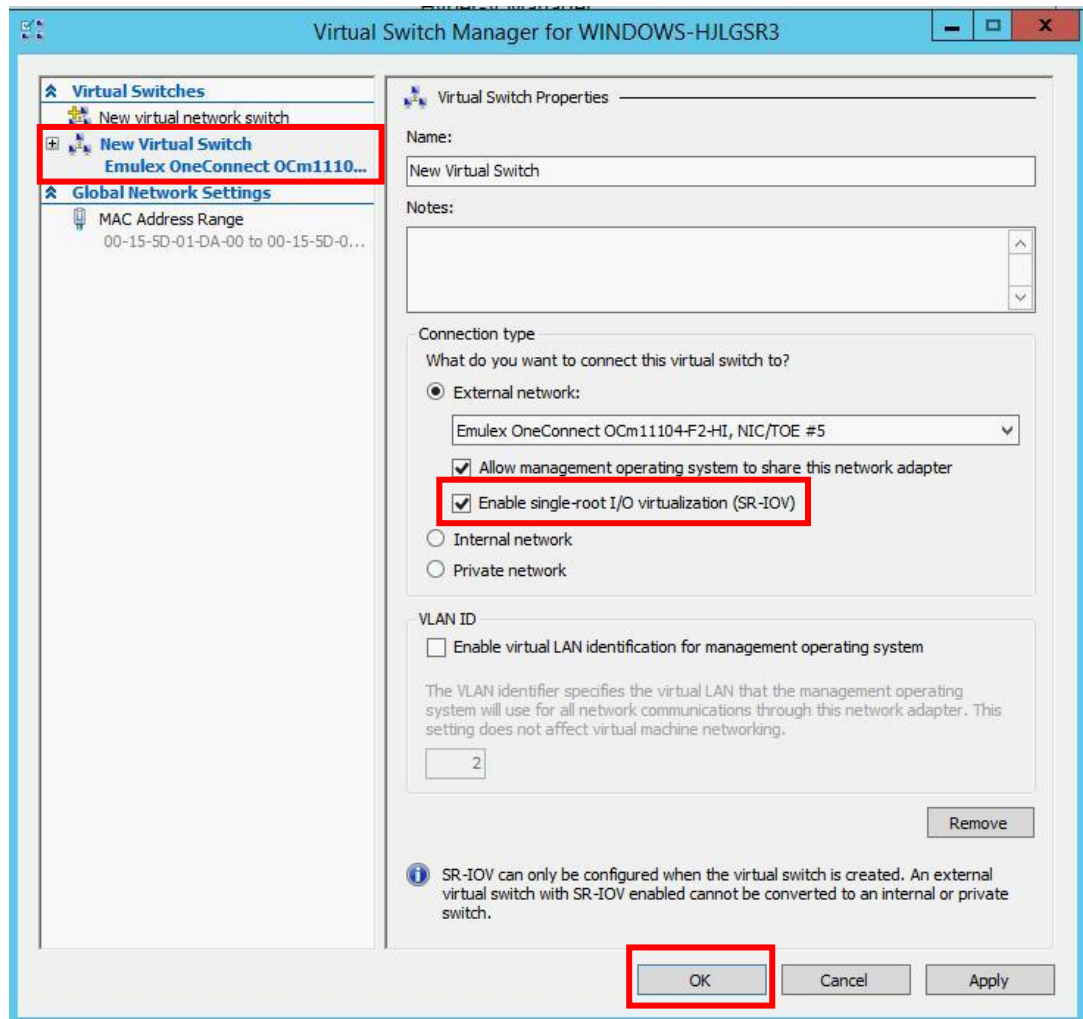 Virtual Switch Manager for WINDOWS-HJLGSR3
Virtual Switches
New virtual network switch
New Virtual Switch
Emulex OneConnect OCm1110...
Global Network Settings
MAC Address Range
00-15-5D-01-DA-00 to 00-15-5D-0...
Virtual Switch Properties
Name:
New Virtual Switch
Notes:
Connection type
What do you want to connect this virtual switch to?
External network:
Emulex OneConnect OCm11104-F2-HI, NIC/TOE #5
Allow management operating system to share this network adapter
Enable single-root I/O virtualization (SR-IOV)
Internal network
Private network
VLAN ID
Enable virtual LAN identification for management operating system
The VLAN identifier specifies the virtual LAN that the management operating
system will use for all network communications through this network adapter. This
setting does not affect virtual machine networking.
2
Remove
SR-IOV can only be configured when the virtual switch is created. An external
virtual switch with SR-IOV enabled cannot be converted to an internal or private
switch.
OK
Cancel
Apply